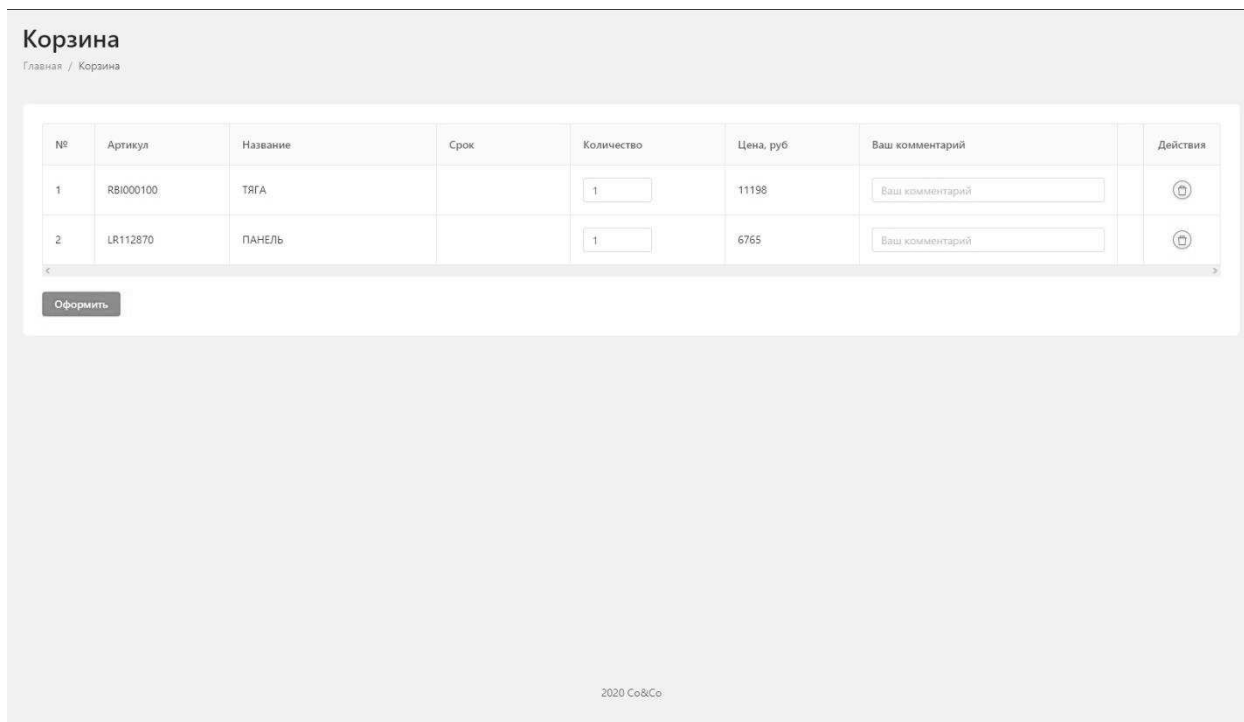 Корзина
Главная / Корзина
№ Артикул Название Срок Количество Цена, руб Ваш комментарий Действия
1 RBI000100 ТЯГА 1 11198 Ваш комментарий
2 LR112870 ПАНЕЛЬ 1 6765 Ваш комментарий
Оформить
2020 Co&Co